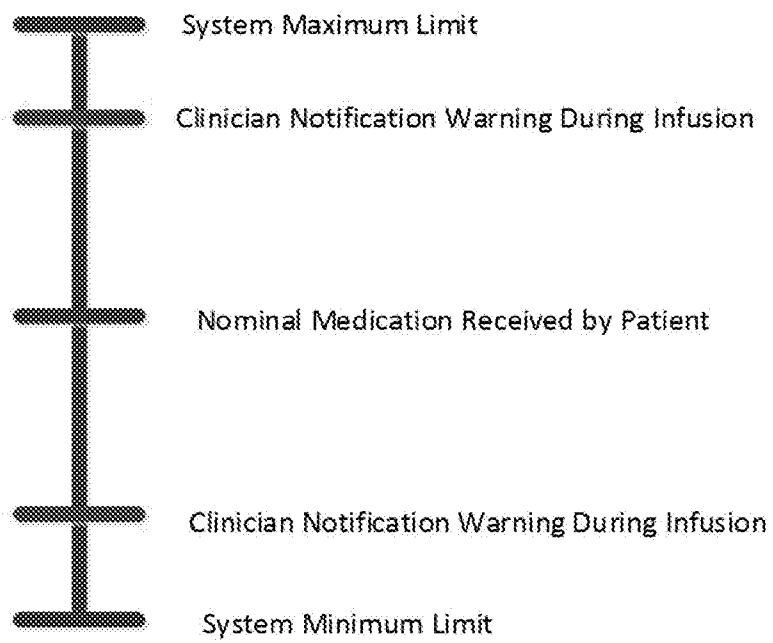 System Maximum Limit
Clinician Notification Warning During Infusion
Nominal Medication Received by Patient
Clinician Notification Warning During Infusion
System Minimum Limit